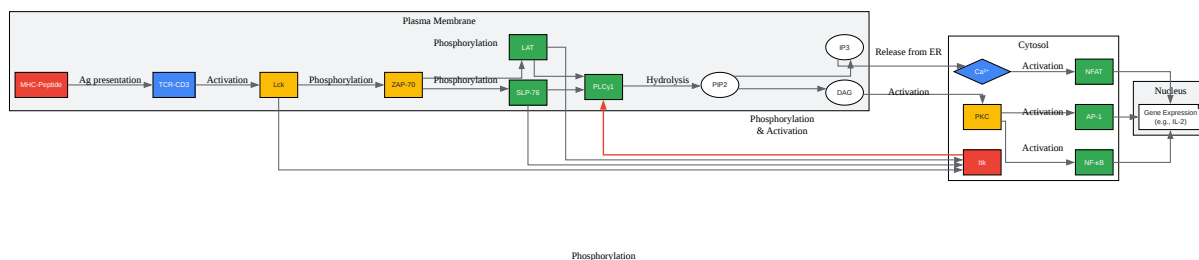 Plasma Membrane
MHC-Peptide
Ag presentation
TCR-CD3
Activation
Lck
Phosphorylation
ZAP-70
Phosphorylation
LAT
Phosphorylation
SLP-76
PLCγ1
Hydrolysis
PIP2
IP3
DAG
Release from ER
Activation
Phosphorylation
& Activation
Cytosol
Ca²⁺
Activation
NFAT
PKC
Activation
AP-1
Activation
Itk
NF-κB
Nucleus
Gene Expression
(e.g., IL-2)
Phosphorylation